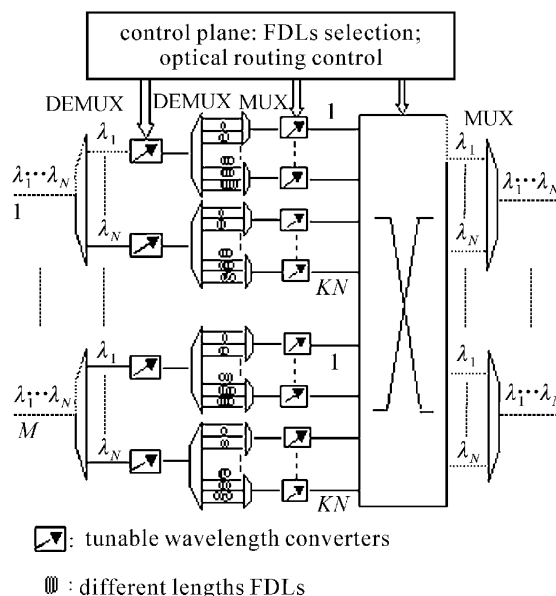 control plane: FDLs selection;
optical routing control
DEMUX DEMUX MUX 1 MUX
λ1 λ1
λ1···λN λ1···λN
1
λN λN
KN
λ1 1 λ1
λ1···λN λ1···λN
M
λN λN
KN
: tunable wavelength converters
: different lengths FDLs